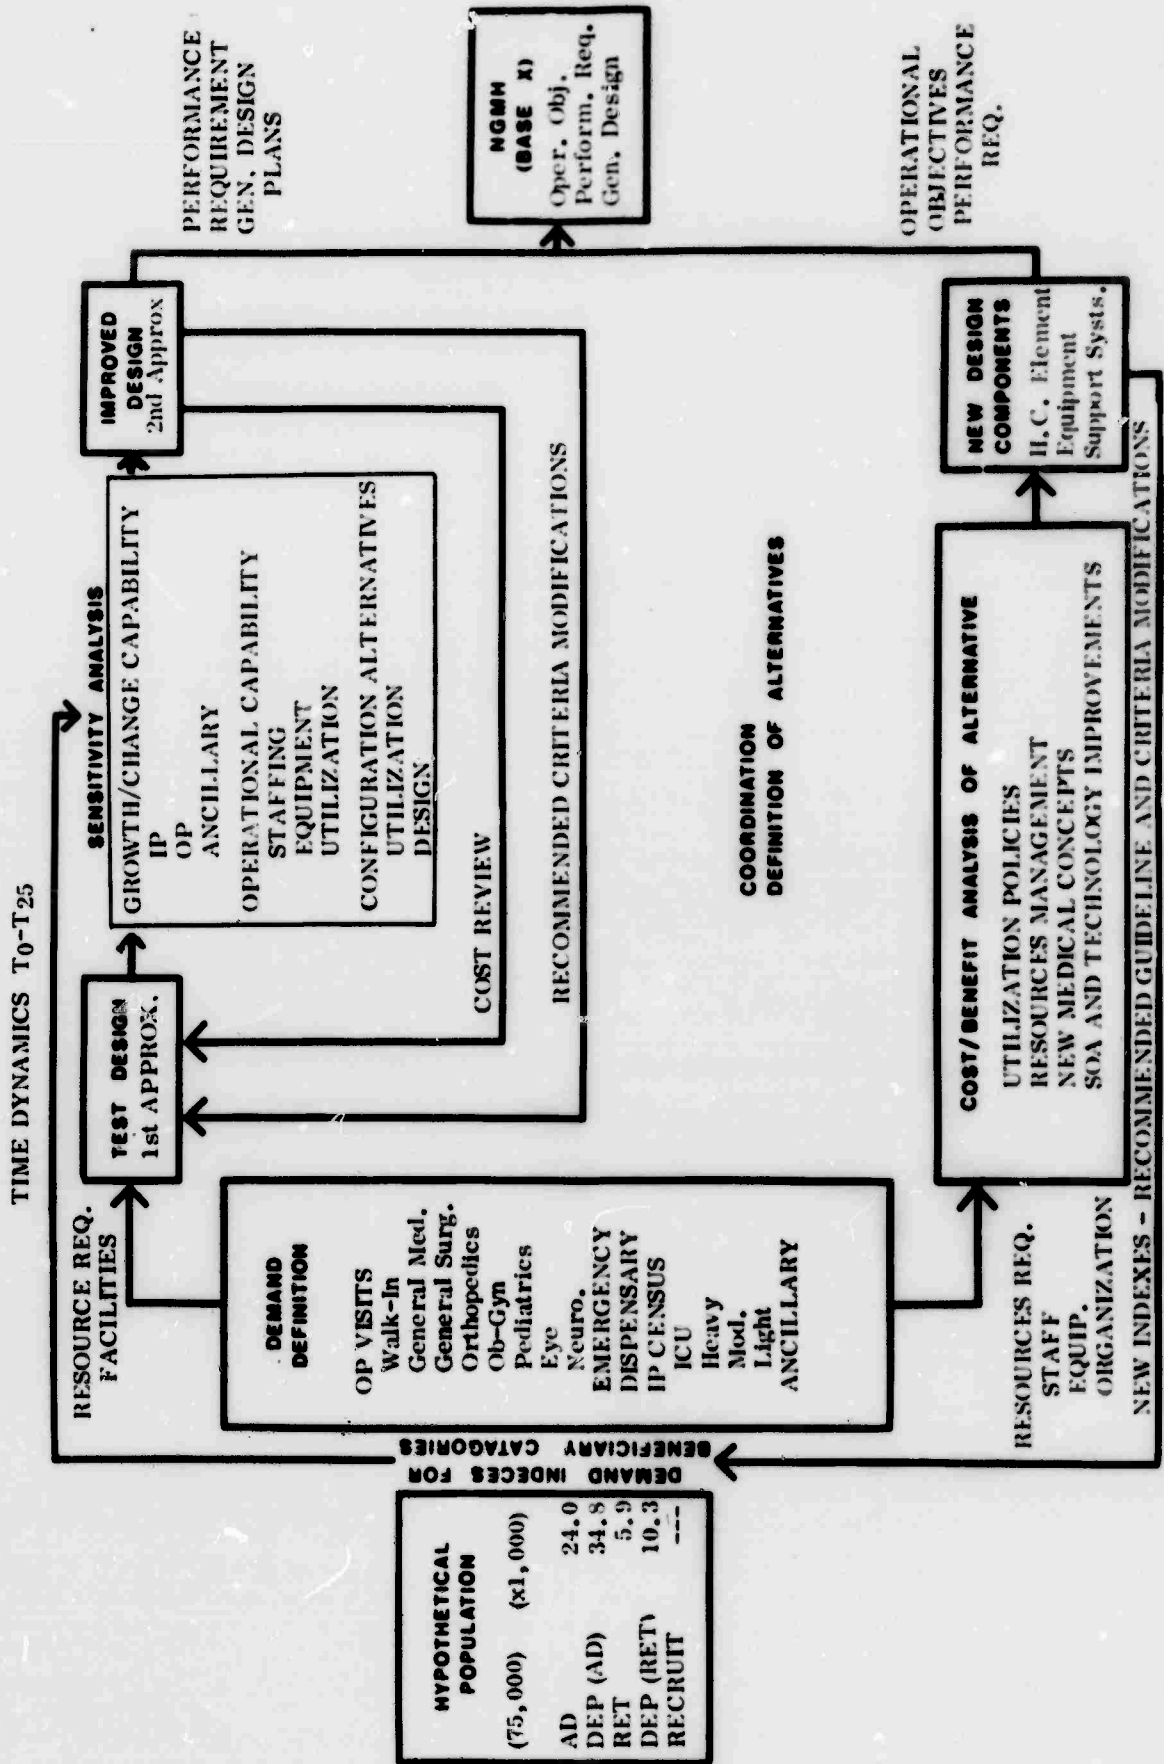 TIME DYNAMICS T0-T25
HYPOTHETICAL
POPULATION
(75,000) (x1,000)
AD 24.0
DEP (AD) 34.8
RET 5.9
DEP (RET) 10.3
RECRUIT ---
DEMAND INDECES FOR
BENEFICIARY CATAGORIES
RESOURCE REQ.
FACILITIES
DEMAND
DEFINITION
OP VISITS
Walk-In
General Med.
General Surg.
Orthopedics
Ob-Gyn
Pediatrics
Eye
Neuro.
EMERGENCY
DISPENSARY
IP CENSUS
ICU
Heavy
Mod.
Light
ANCILLARY
RESOURCES REQ.
STAFF
EQUIP.
ORGANIZATION
TEST DESIGN
1st APPROX.
SENSITIVITY ANALYSIS
GROWTH/CHANGE CAPABILITY
IP
OP
ANCILLARY
OPERATIONAL CAPABILITY
STAFFING
EQUIPMENT
UTILIZATION
CONFIGURATION ALTERNATIVES
UTILIZATION
DESIGN
COST REVIEW
RECOMMENDED CRITERIA MODIFICATIONS
IMPROVED
DESIGN
2nd Approx
PERFORMANCE
REQUIREMENT
GEN. DESIGN
PLANS
COORDINATION
DEFINITION OF ALTERNATIVES
COST/BENEFIT ANALYSIS OF ALTERNATIVE
UTILIZATION POLICIES
RESOURCES MANAGEMENT
NEW MEDICAL CONCEPTS
SOA AND TECHNOLOGY IMPROVEMENTS
NEW DESIGN
COMPONENTS
H.C. Element
Equipment
Support Systs.
NGMH
(BASE X)
Oper. Obj.
Perform. Req.
Gen. Design
OPERATIONAL
OBJECTIVES
PERFORMANCE
REQ.
NEW INDEXES - RECOMMENDED GUIDELINE AND CRITERIA MODIFICATIONS